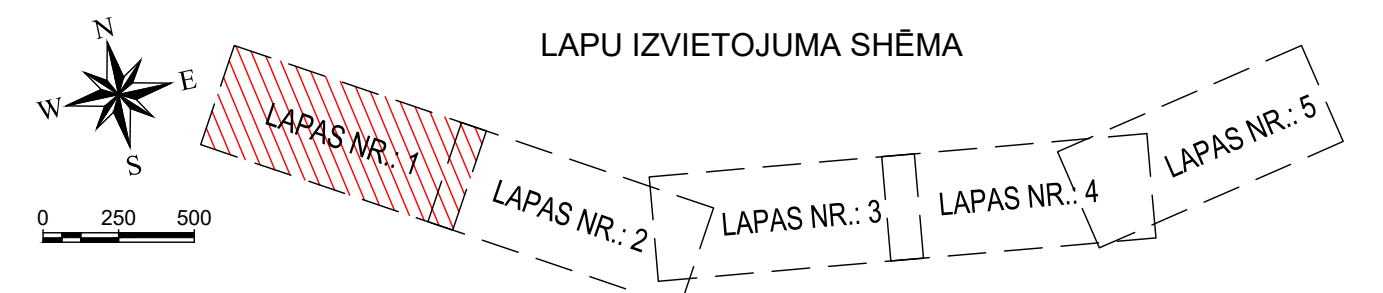 LAPU IZVIETOJUMA SHĒMA
N
E
W
S
0 250 500
LAPAS NR.: 1
LAPAS NR.: 2
LAPAS NR.: 3
LAPAS NR.: 4
LAPAS NR.: 5